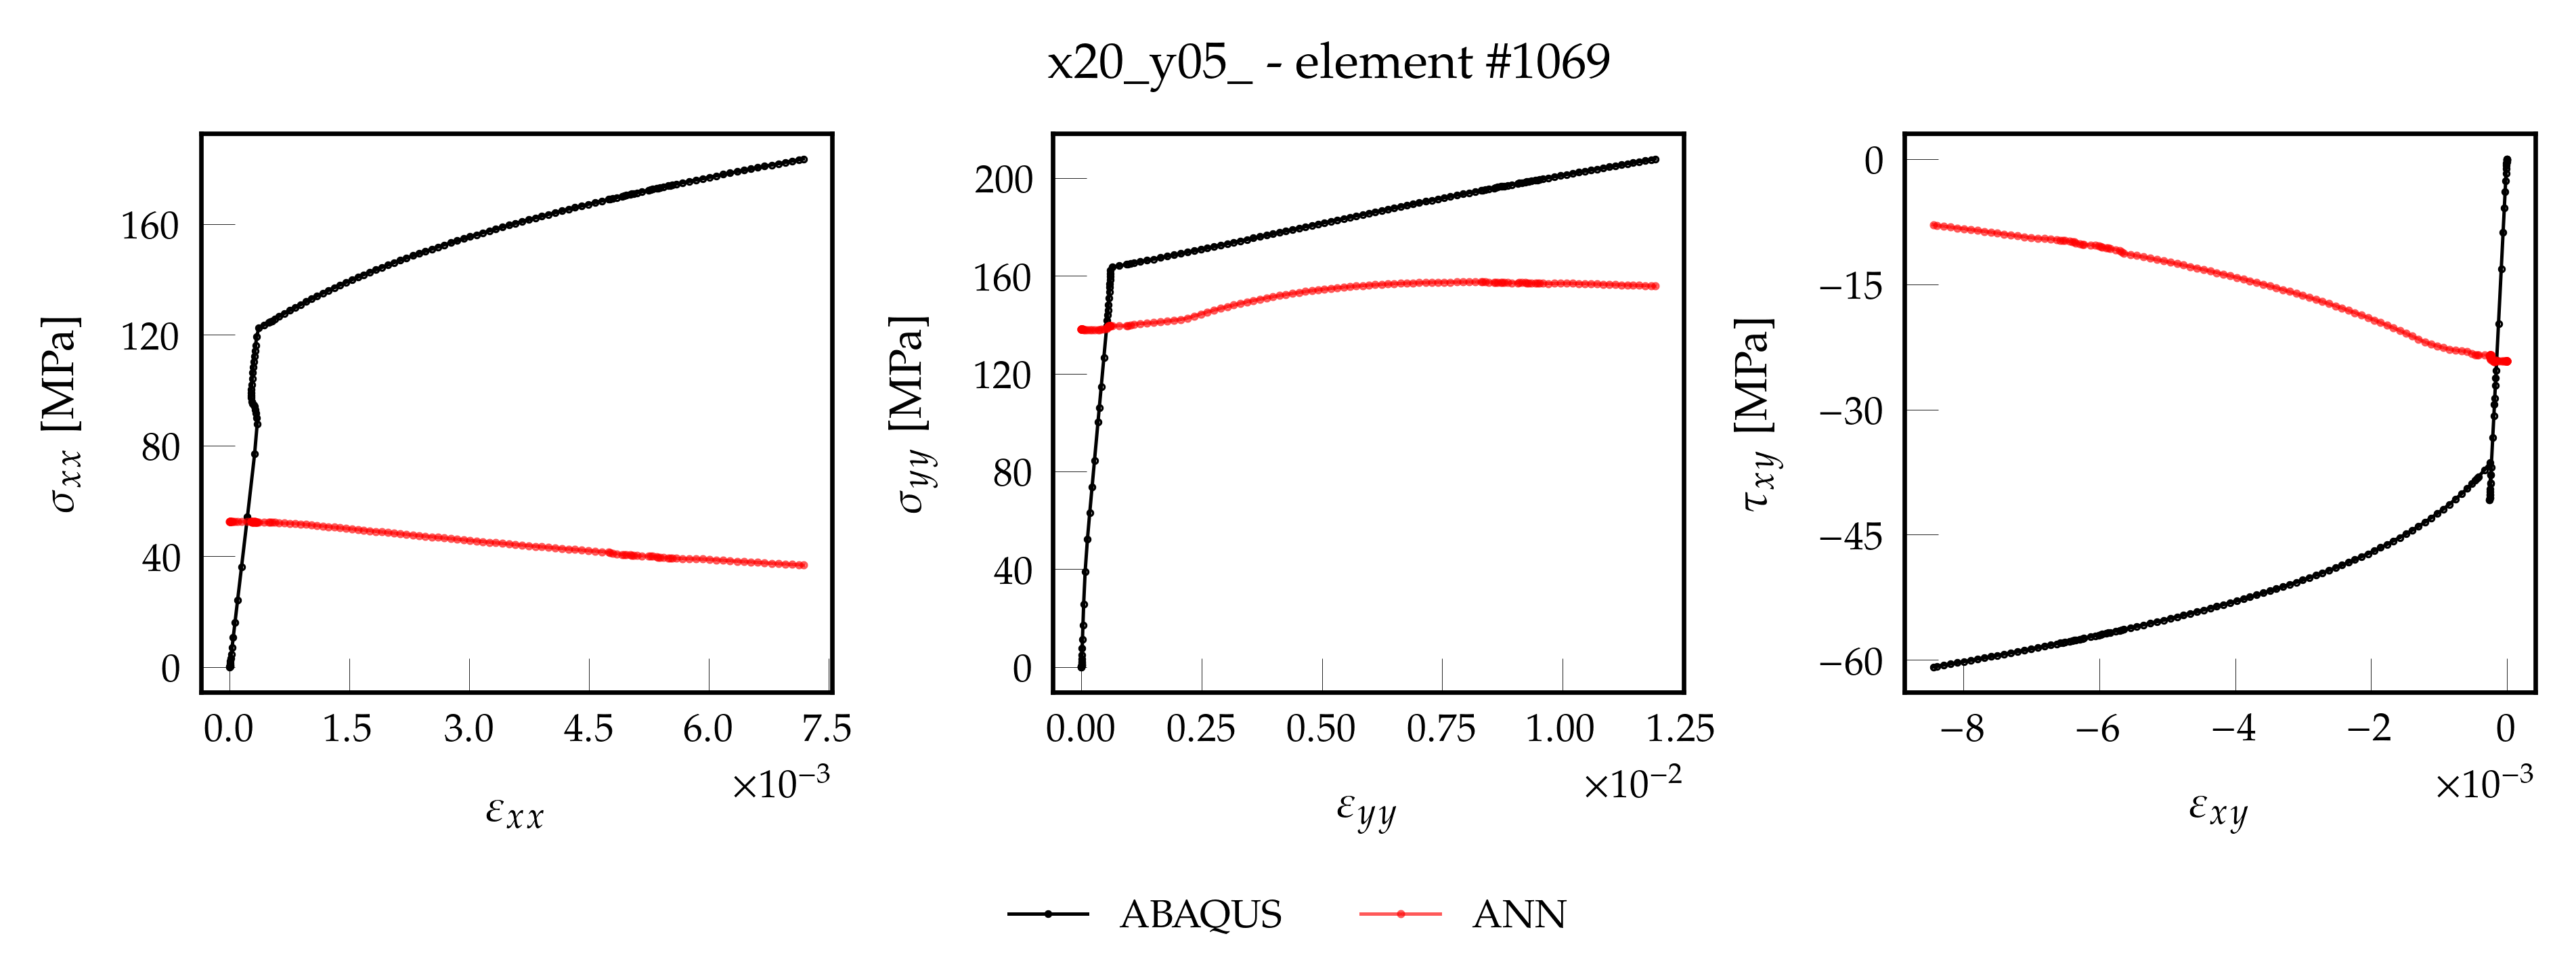 x20_y05_ - element #1069
σxx [MPa]
160
120
80
40
0
0.0 1.5 3.0 4.5 6.0 7.5
×10−3
εxx
σyy [MPa]
200
160
120
80
40
0
0.00 0.25 0.50 0.75 1.00 1.25
×10−2
εyy
τxy [MPa]
0
−15
−30
−45
−60
−8 −6 −4 −2 0
×10−3
εxy
ABAQUS ANN